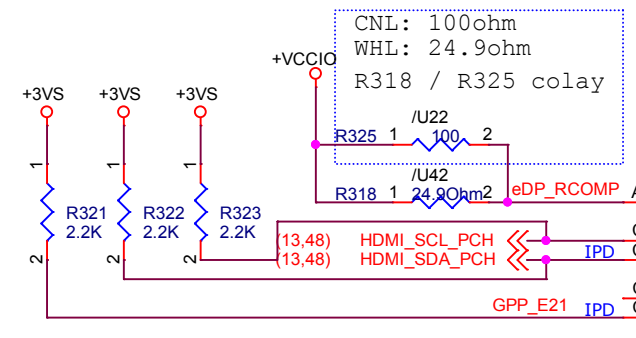 CNL: 100ohm
WHL: 24.9ohm
R318 / R325 colay
+VCCIO
+3VS +3VS +3VS
/U22
R325 1 100 2
/U42
R318 1 24.9Ohm 2 eDP_RCOMP
1 1 1
R321 R322 R323
2.2K 2.2K 2.2K
(13,48) HDMI_SCL_PCH
2 2 2
(13,48) HDMI_SDA_PCH IPD
GPP_E21 IPD